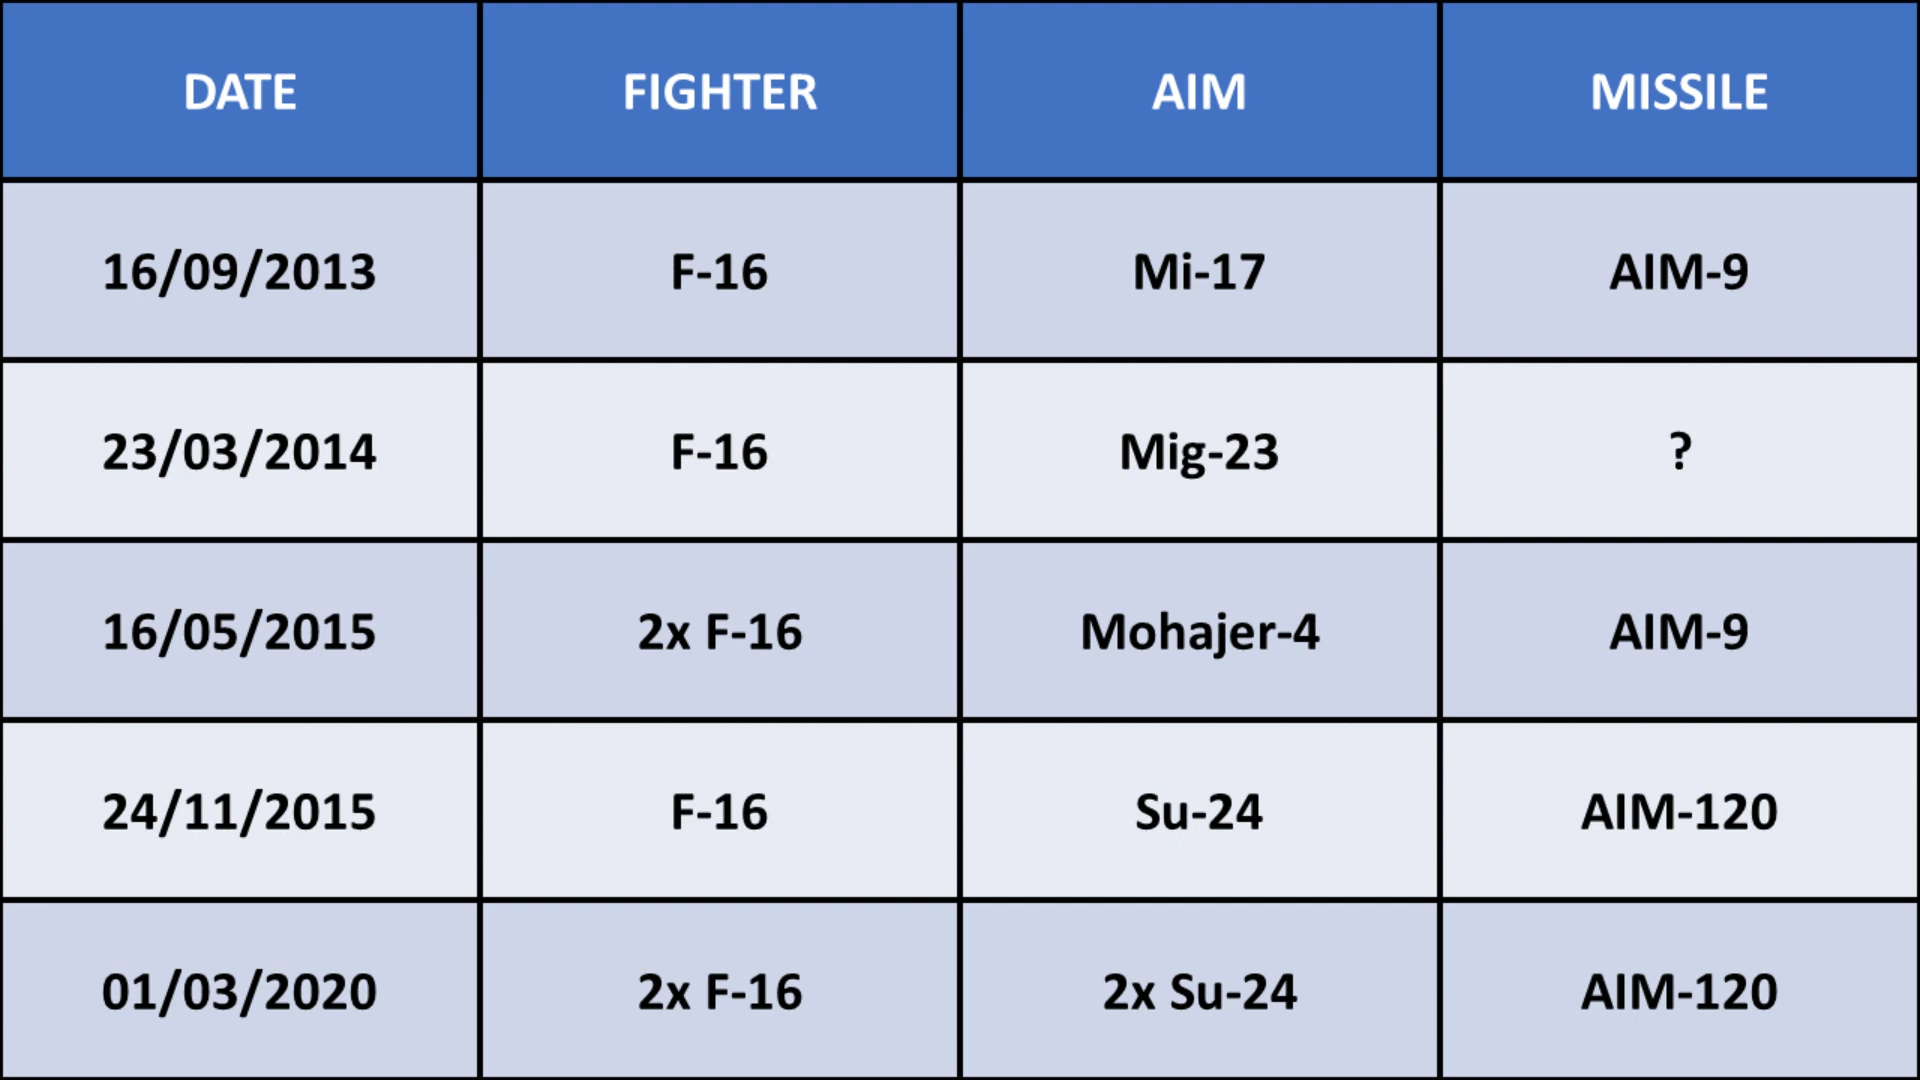 DATE FIGHTER AIM MISSILE
16/09/2013 F-16 Mi-17 AIM-9
23/03/2014 F-16 Mig-23 ?
16/05/2015 2x F-16 Mohajer-4 AIM-9
24/11/2015 F-16 Su-24 AIM-120
01/03/2020 2x F-16 2x Su-24 AIM-120